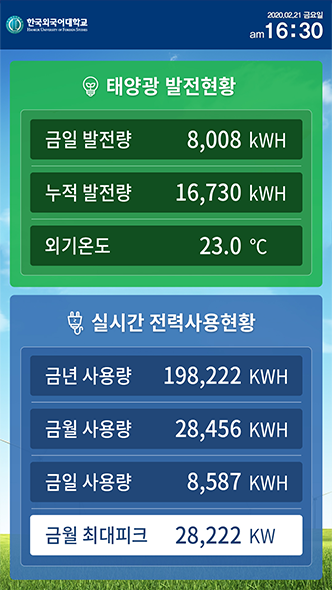 2020.02.21 금요일
한국외국어대학교
HANKUK UNIVERSITY OF FOREIGN STUDIES
am16:30
태양광 발전현황
금일 발전량 8,008 kWH
누적 발전량 16,730 kWH
외기온도 23.0 ℃
실시간 전력사용현황
금년 사용량 198,222 KWH
금월 사용량 28,456 KWH
금일 사용량 8,587 KWH
금월 최대피크 28,222 KW